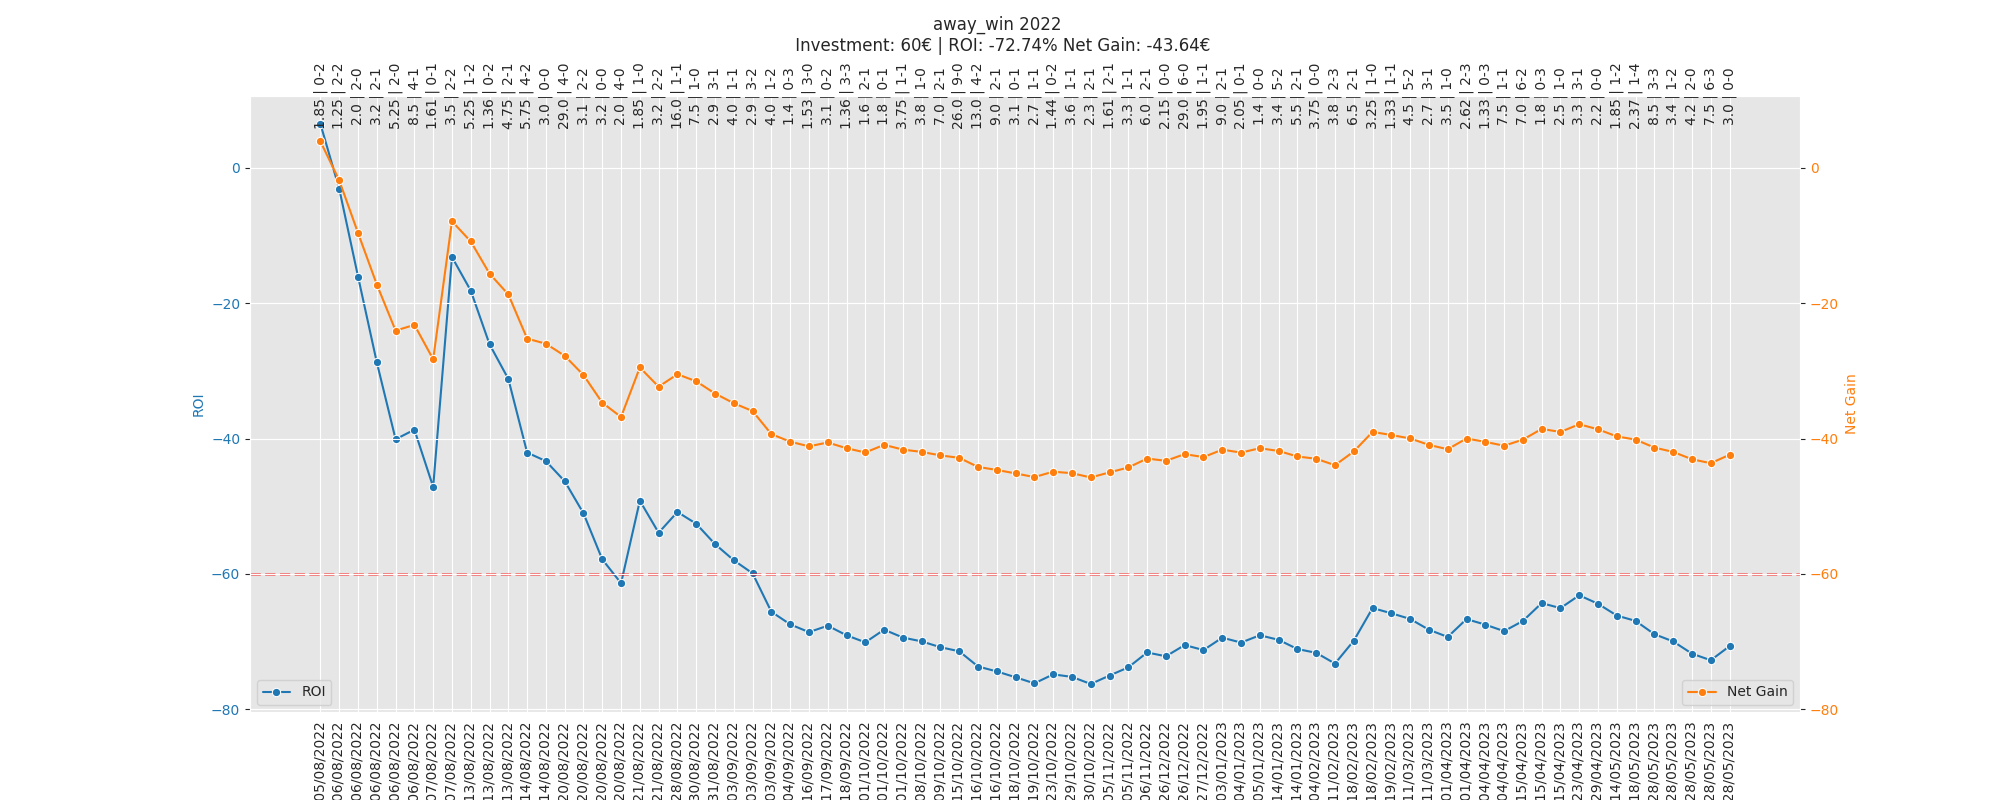 away_win 2022
Investment: 60€ | ROI: -72.74% Net Gain: -43.64€
1.85 | 0-2
1.25 | 2-2
2.0 | 2-0
3.2 | 2-1
5.25 | 2-0
8.5 | 4-1
1.61 | 0-1
3.5 | 2-2
5.25 | 1-2
1.36 | 0-2
4.75 | 2-1
5.75 | 4-2
3.0 | 0-0
29.0 | 4-0
3.1 | 2-2
3.2 | 0-0
2.0 | 4-0
1.85 | 1-0
3.2 | 2-2
16.0 | 1-1
7.5 | 1-0
2.9 | 3-1
4.0 | 1-1
2.9 | 3-2
4.0 | 1-2
1.4 | 0-3
1.53 | 3-0
3.1 | 0-2
1.36 | 3-3
1.6 | 2-1
1.8 | 0-1
3.75 | 1-1
3.8 | 1-0
7.0 | 2-1
26.0 | 9-0
13.0 | 4-2
9.0 | 2-1
3.1 | 0-1
2.7 | 1-1
1.44 | 0-2
3.6 | 1-1
2.3 | 2-1
1.61 | 2-1
3.3 | 1-1
6.0 | 2-1
2.15 | 0-0
29.0 | 6-0
1.95 | 1-1
9.0 | 2-1
2.05 | 0-1
1.4 | 0-0
3.4 | 5-2
5.5 | 2-1
3.75 | 0-0
3.8 | 2-3
6.5 | 2-1
3.25 | 1-0
1.33 | 1-1
4.5 | 5-2
2.7 | 3-1
3.5 | 1-0
2.62 | 2-3
1.33 | 0-3
7.5 | 1-1
7.0 | 6-2
1.8 | 0-3
2.5 | 1-0
3.3 | 3-1
2.2 | 0-0
1.85 | 1-2
2.37 | 1-4
8.5 | 3-3
3.4 | 1-2
4.2 | 2-0
7.5 | 6-3
3.0 | 0-0
0
−20
−40
−60
−80
ROI
0
−20
−40
−60
−80
Net Gain
ROI
Net Gain
05/08/2022
06/08/2022
06/08/2022
06/08/2022
06/08/2022
06/08/2022
07/08/2022
07/08/2022
13/08/2022
13/08/2022
13/08/2022
14/08/2022
14/08/2022
20/08/2022
20/08/2022
20/08/2022
20/08/2022
21/08/2022
21/08/2022
28/08/2022
30/08/2022
31/08/2022
03/09/2022
03/09/2022
03/09/2022
04/09/2022
16/09/2022
17/09/2022
18/09/2022
01/10/2022
01/10/2022
01/10/2022
08/10/2022
09/10/2022
15/10/2022
16/10/2022
16/10/2022
18/10/2022
19/10/2022
23/10/2022
29/10/2022
30/10/2022
05/11/2022
05/11/2022
06/11/2022
26/12/2022
26/12/2022
27/12/2022
03/01/2023
04/01/2023
05/01/2023
14/01/2023
14/01/2023
04/02/2023
11/02/2023
18/02/2023
18/02/2023
04/03/2023
11/03/2023
11/03/2023
01/04/2023
01/04/2023
04/04/2023
04/04/2023
15/04/2023
15/04/2023
22/04/2023
23/04/2023
29/04/2023
14/05/2023
20/05/2023
28/05/2023
28/05/2023
28/05/2023
28/05/2023
28/05/2023